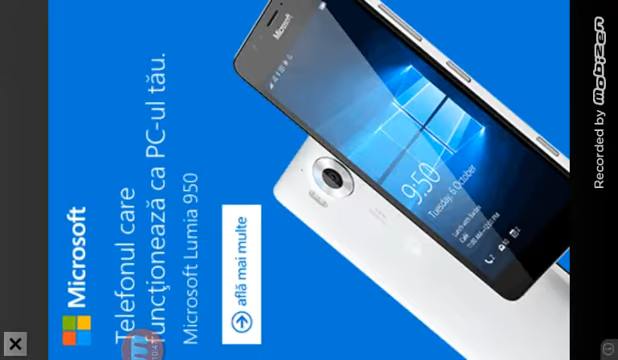 Microsoft
Telefonul care
funcționează ca PC-ul tău.
Microsoft Lumia 950
află mai multe
Microsoft
9:50
Tuesday, 6 October
Recorded by mobizen